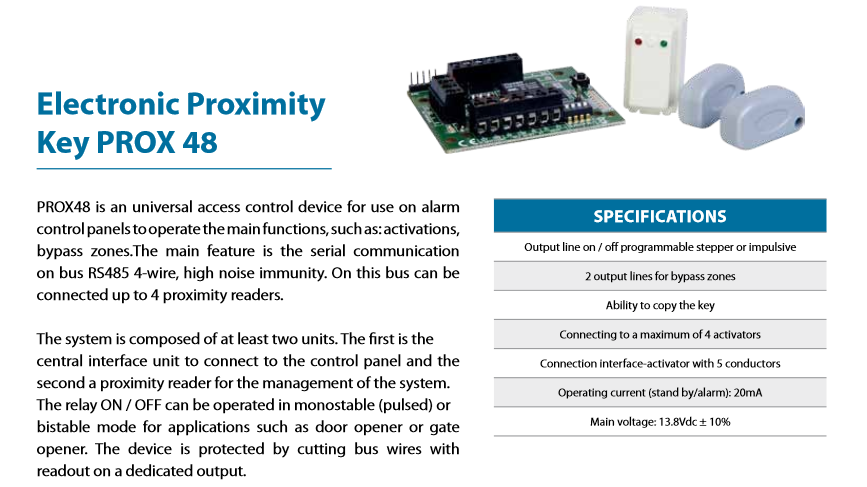 Electronic Proximity
Key PROX 48
PROX48 is an universal access control device for use on alarm
control panels to operate the main functions, such as: activations,
bypass zones.The main feature is the serial communication
on bus RS485 4-wire, high noise immunity. On this bus can be
connected up to 4 proximity readers.
The system is composed of at least two units. The first is the
central interface unit to connect to the control panel and the
second a proximity reader for the management of the system.
The relay ON / OFF can be operated in monostable (pulsed) or
bistable mode for applications such as door opener or gate
opener. The device is protected by cutting bus wires with
readout on a dedicated output.
SPECIFICATIONS
Output line on / off programmable stepper or impulsive
2 output lines for bypass zones
Ability to copy the key
Connecting to a maximum of 4 activators
Connection interface-activator with 5 conductors
Operating current (stand by/alarm): 20mA
Main voltage: 13.8Vdc ± 10%